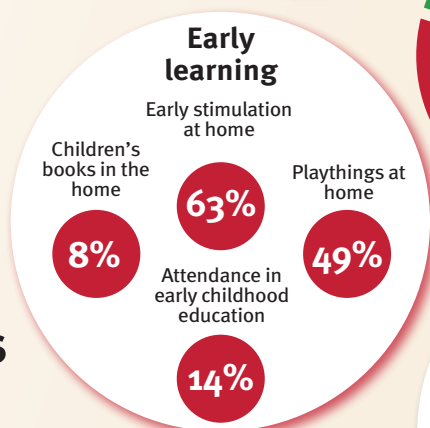 Early
learning
Early stimulation
at home
63%
Children’s
books in the
home
8%
Playthings at
home
49%
Attendance in
early childhood
education
14%
s